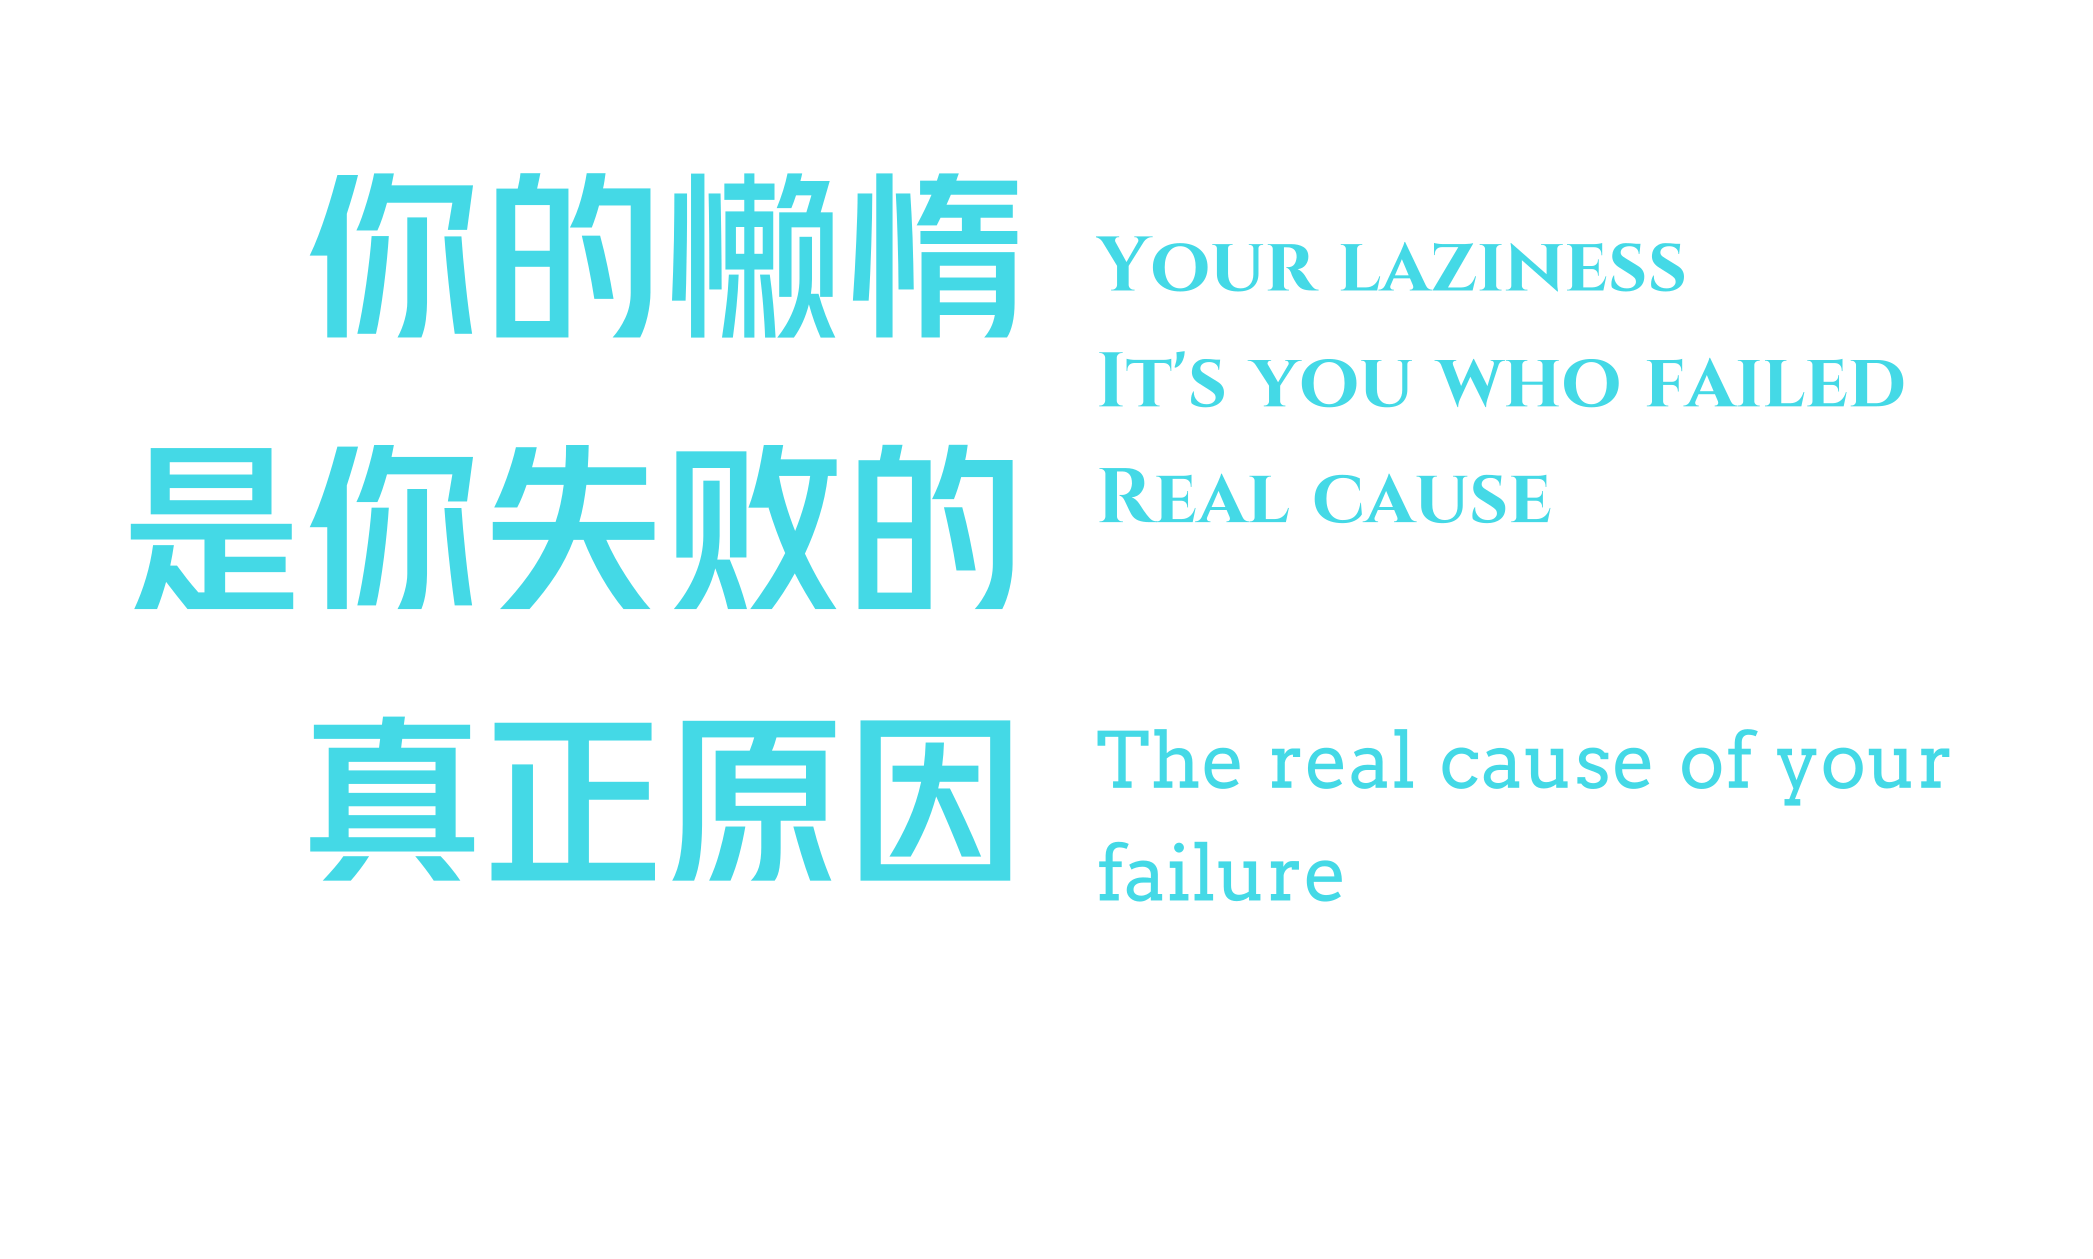 你的懒惰
是你失败的
真正原因
Your laziness
It's you who failed
Real cause
The real cause of your
failure